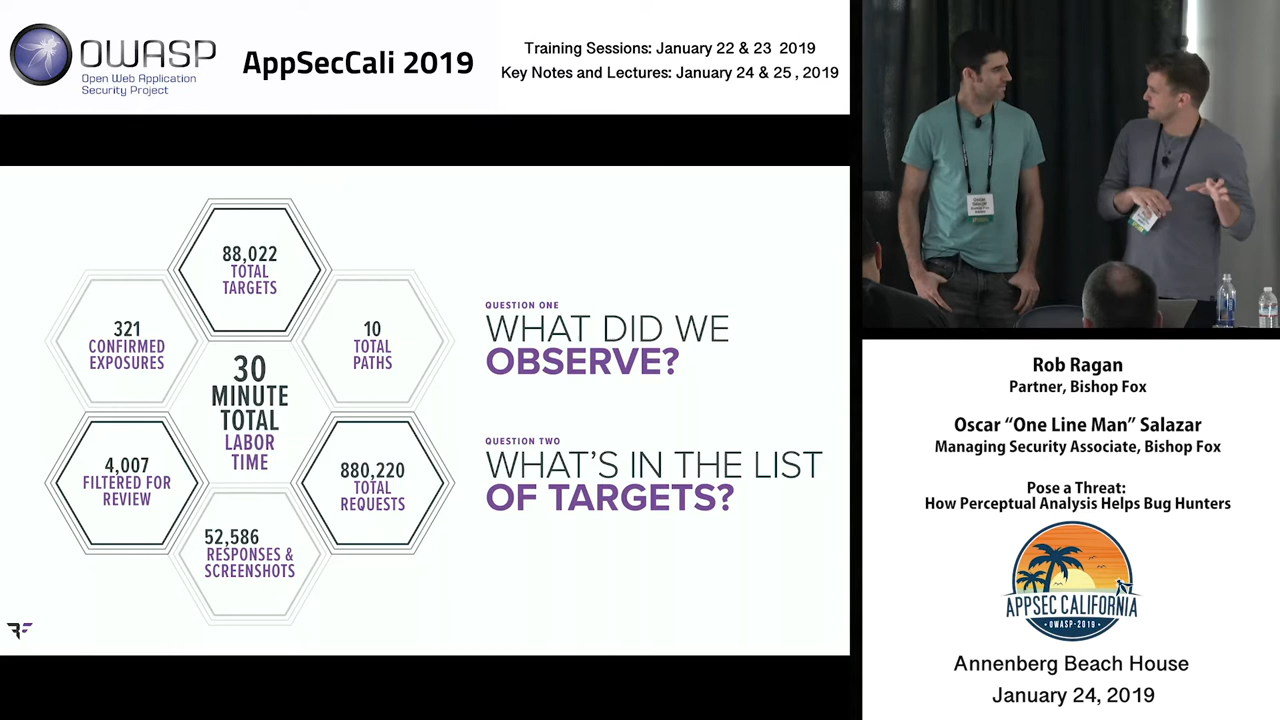 OWASP
Open Web Application
Security Project
AppSecCali 2019
Training Sessions: January 22 & 23 2019
Key Notes and Lectures: January 24 & 25 , 2019
88,022
TOTAL
TARGETS
321
CONFIRMED
EXPOSURES
10
TOTAL
PATHS
30
MINUTE
TOTAL
LABOR
TIME
4,007
FILTERED FOR
REVIEW
880,220
TOTAL
REQUESTS
52,586
RESPONSES &
SCREENSHOTS
QUESTION ONE
WHAT DID WE
OBSERVE?
QUESTION TWO
WHAT'S IN THE LIST
OF TARGETS?
Rob Ragan
Partner, Bishop Fox
Oscar “One Line Man” Salazar
Managing Security Associate, Bishop Fox
Pose a Threat:
How Perceptual Analysis Helps Bug Hunters
APPSEC CALIFORNIA
•OWASP•2019•
Annenberg Beach House
January 24, 2019